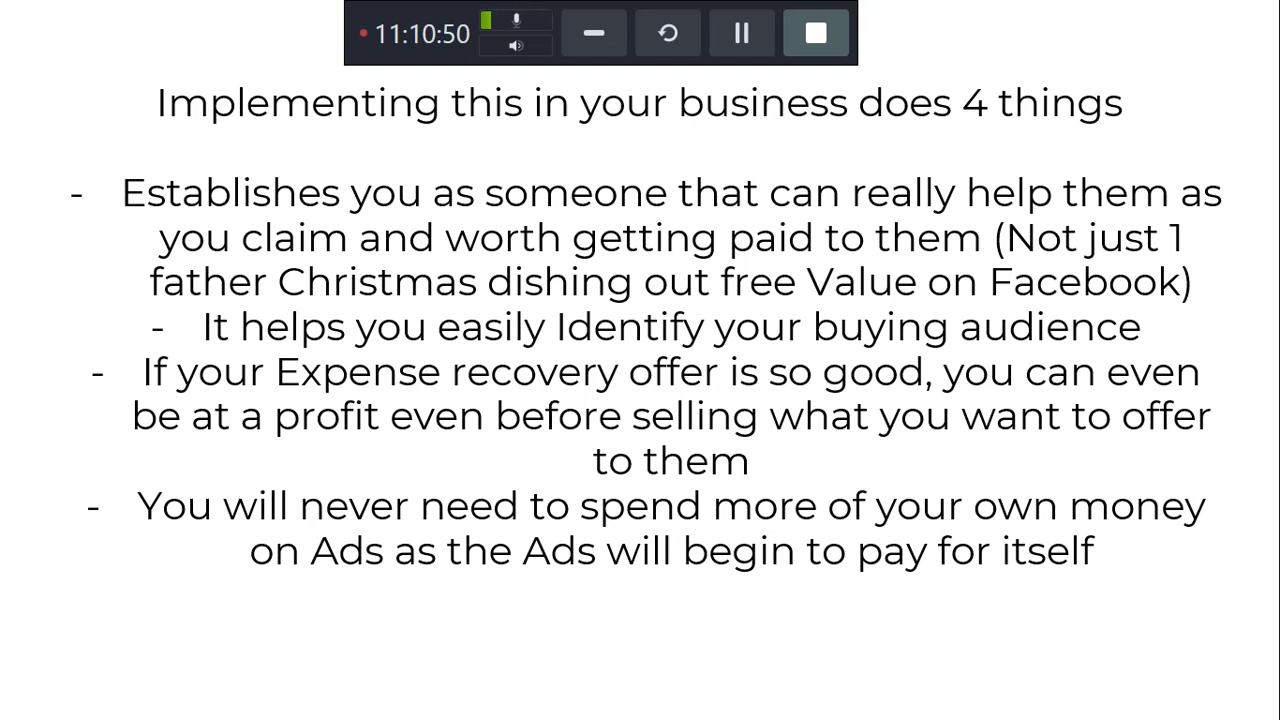 11:10:50
Implementing this in your business does 4 things
- Establishes you as someone that can really help them as
you claim and worth getting paid to them (Not just 1
father Christmas dishing out free Value on Facebook)
- It helps you easily Identify your buying audience
- If your Expense recovery offer is so good, you can even
be at a profit even before selling what you want to offer
to them
- You will never need to spend more of your own money
on Ads as the Ads will begin to pay for itself